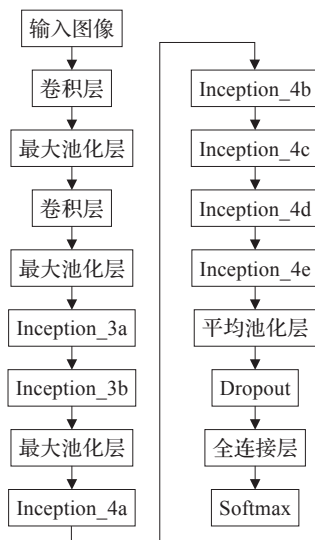 输入图像
卷积层
最大池化层
卷积层
最大池化层
Inception_3a
Inception_3b
最大池化层
Inception_4a
Inception_4b
Inception_4c
Inception_4d
Inception_4e
平均池化层
Dropout
全连接层
Softmax